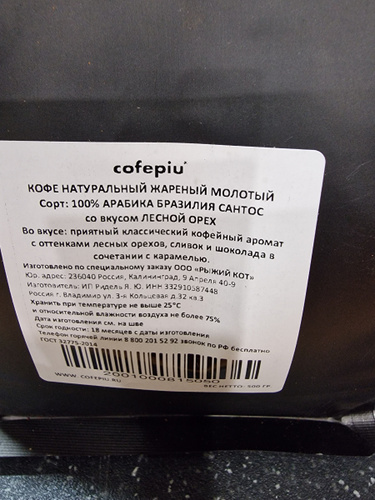 cofepiu
КОФЕ НАТУРАЛЬНЫЙ ЖАРЕНЫЙ МОЛОТЫЙ
Сорт: 100% АРАБИКА БРАЗИЛИЯ САНТОС
со вкусом ЛЕСНОЙ ОРЕХ
Во вкусе: приятный классический кофейный аромат
с оттенками лесных орехов, сливок и шоколада в
сочетании с карамелью.
Изготовлено по специальному заказу ООО «РЫЖИЙ КОТ»
Юр. адрес: 236040 Россия, Калининград, 9 Апреля 40-9
Изготовитель: ИП Ридель Я. Ю. ИНН 332910587448
Россия г. Владимир ул. 3-я Кольцевая д.32 кв.3
Хранить при температуре не выше 25°С
и относительной влажности воздуха не более 75%
Дата изготовления см. на шве
Срок годности: 18 месяцев с даты изготовления
Телефон горячей линии 8 800 201 52 92 звонок по РФ бесплатно
ГОСТ 32775-2014
2001000815050
WWW.COFEPIU.RU
ВЕС НЕТТО: 500 ГР.